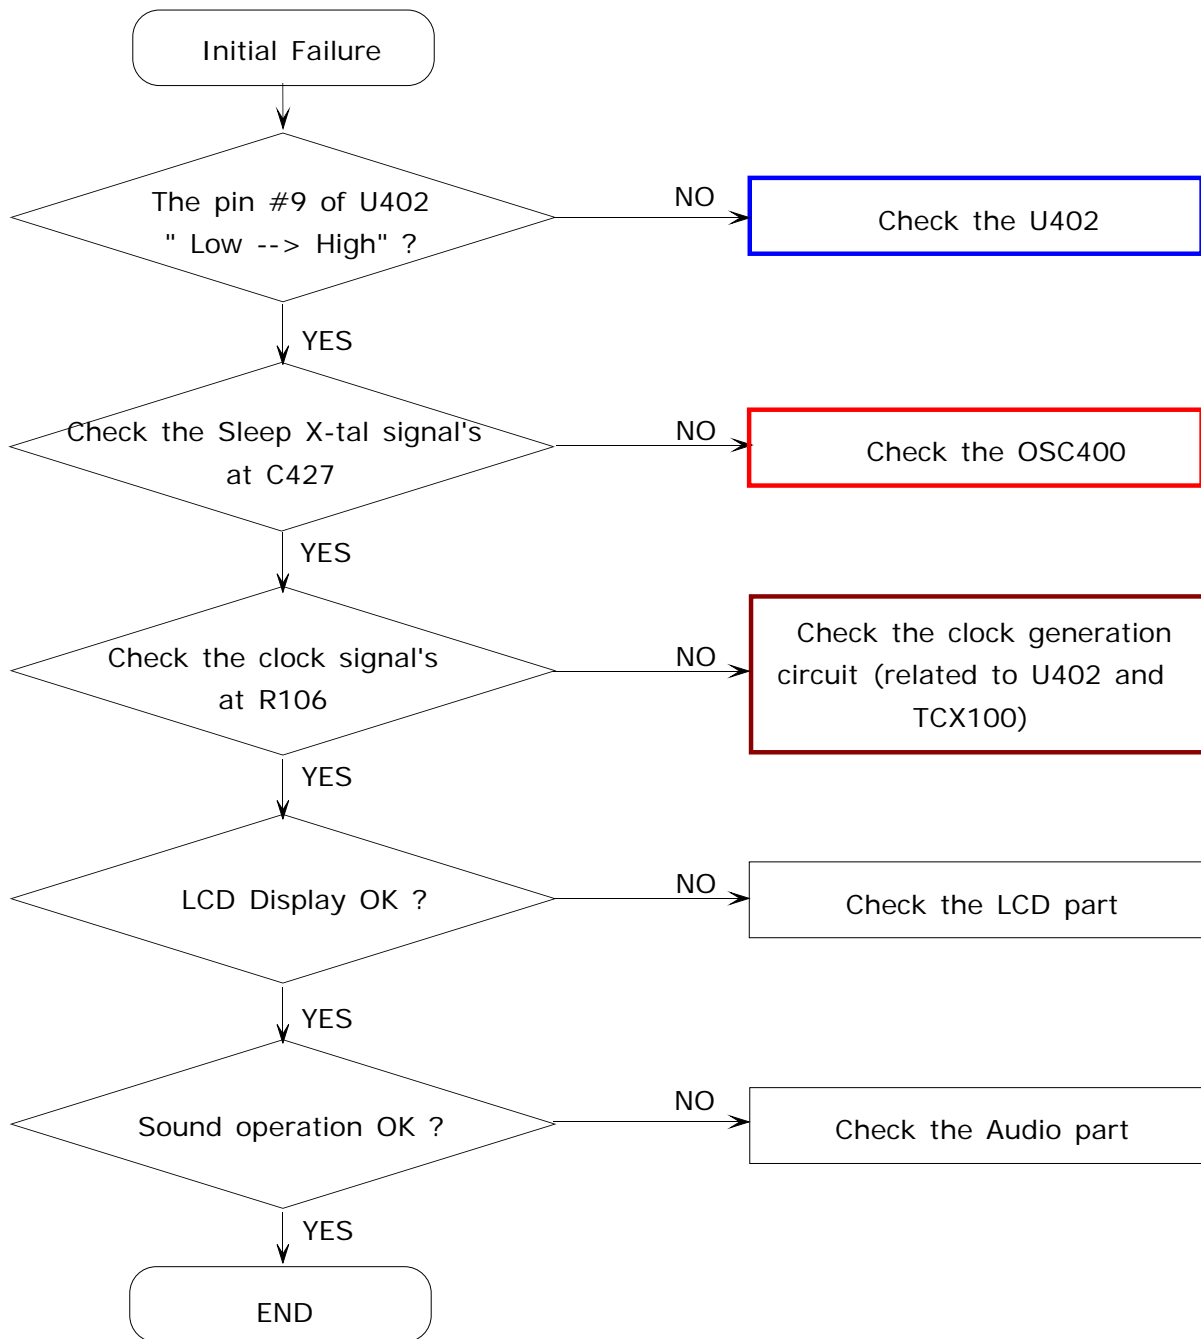 Initial Failure
The pin #9 of U402
" Low --> High" ?
NO
Check the U402
YES
Check the Sleep X-tal signal's
at C427
NO
Check the OSC400
YES
Check the clock signal's
at R106
NO
Check the clock generation
circuit (related to U402 and
TCX100)
YES
LCD Display OK ?
NO
Check the LCD part
YES
Sound operation OK ?
NO
Check the Audio part
YES
END